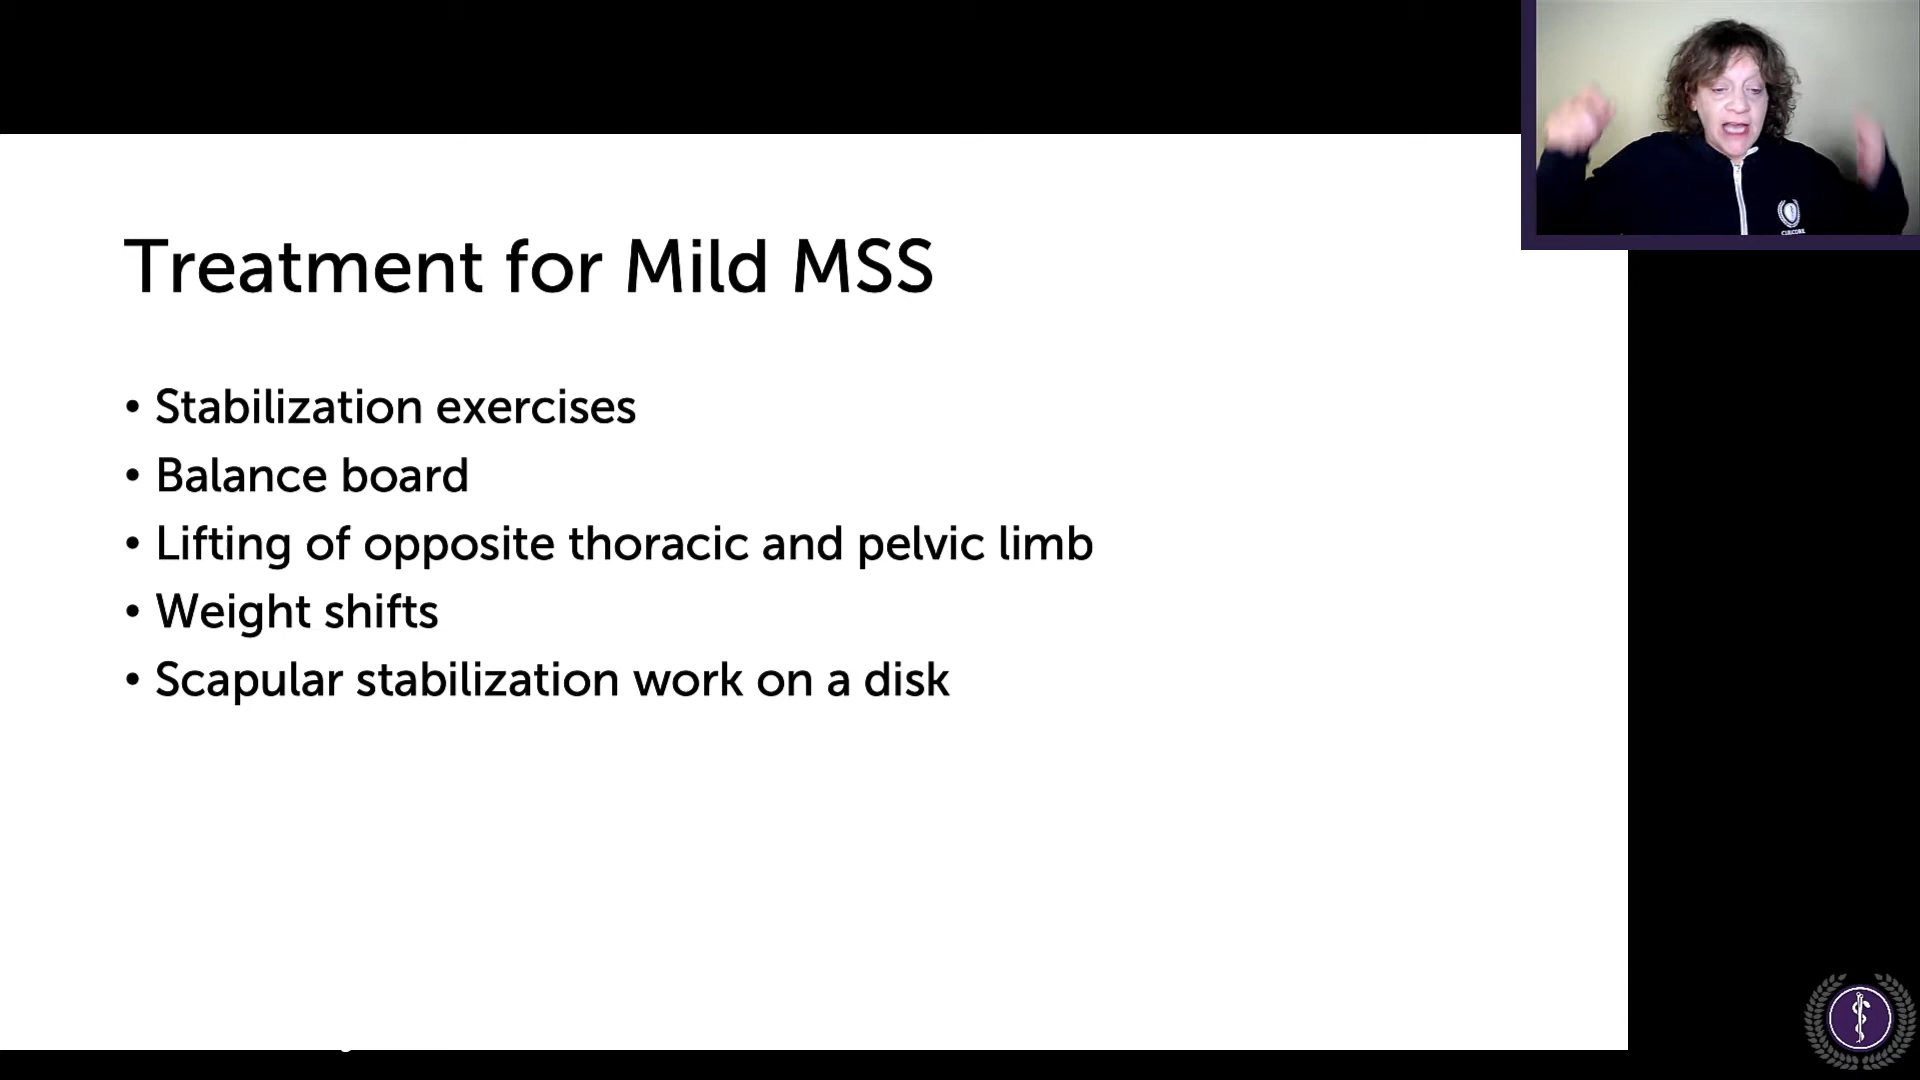 Treatment for Mild MSS
• Stabilization exercises
• Balance board
• Lifting of opposite thoracic and pelvic limb
• Weight shifts
• Scapular stabilization work on a disk